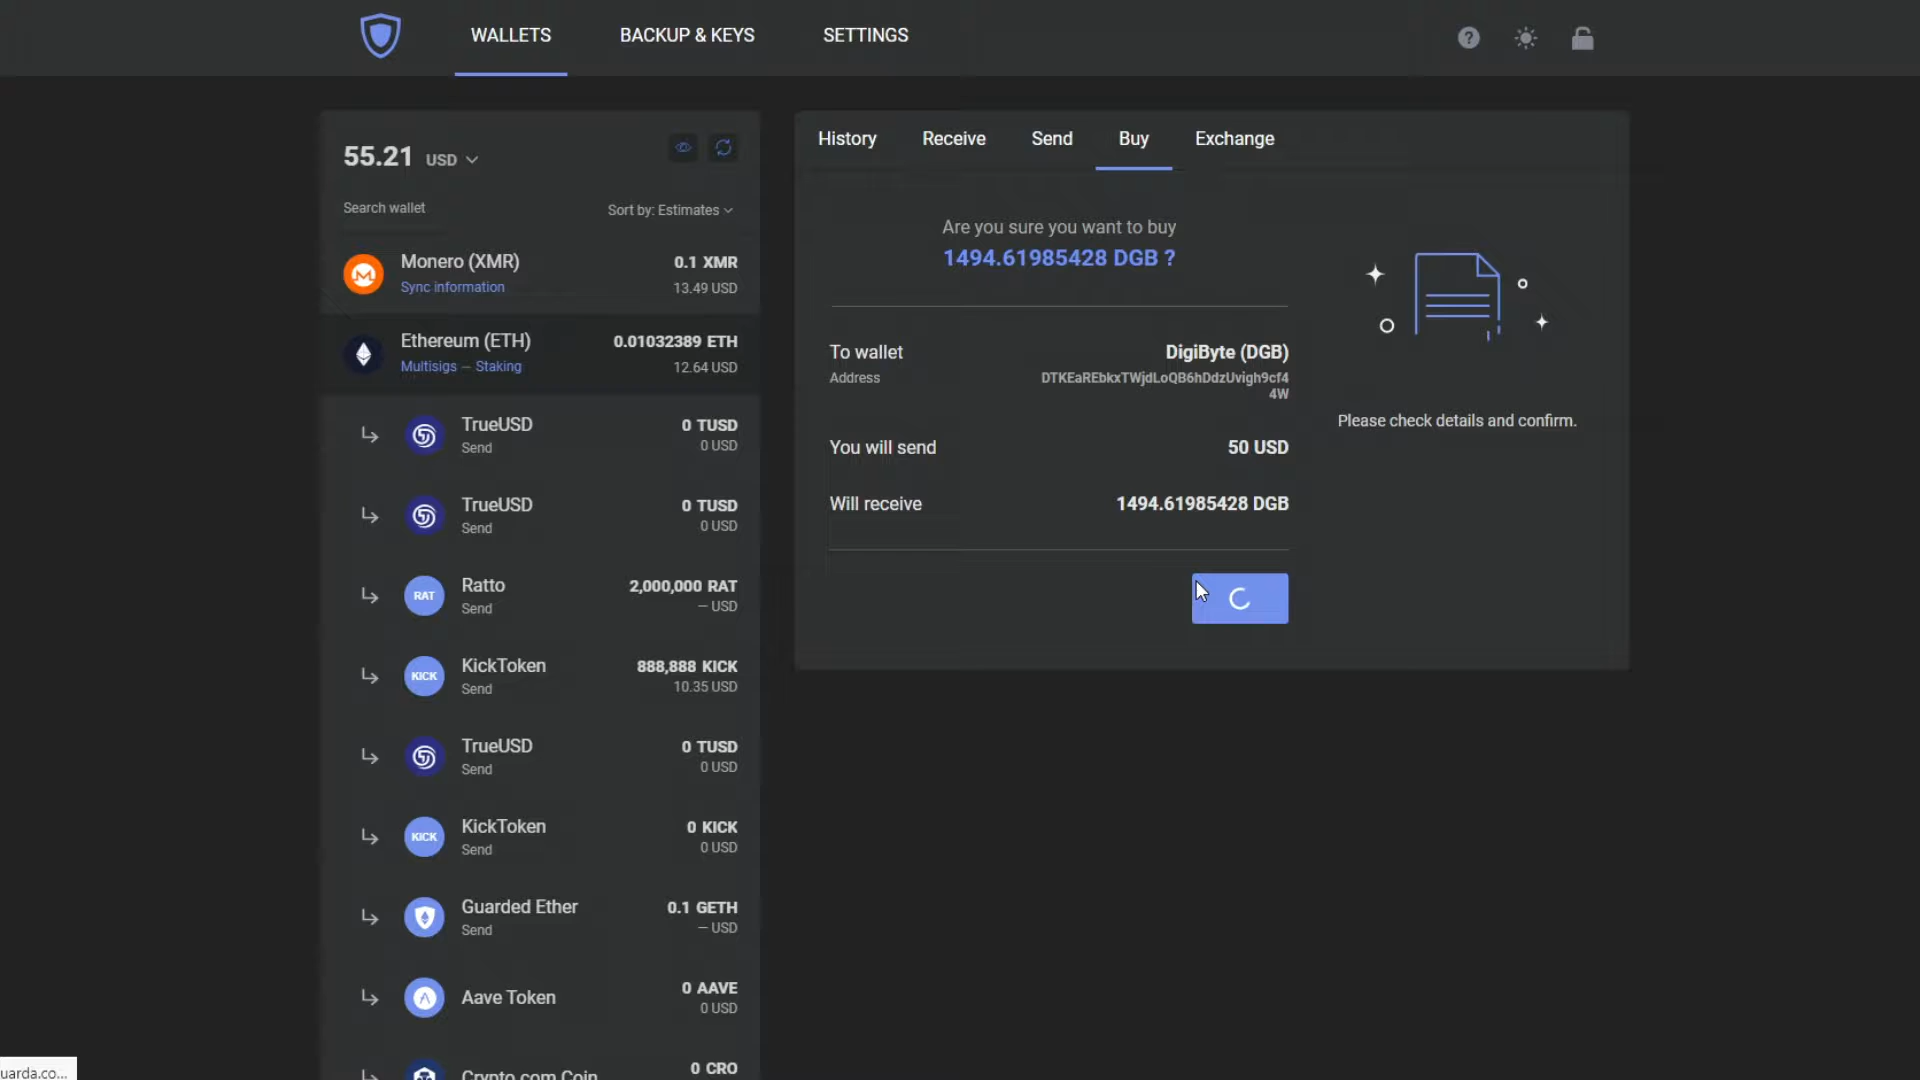 WALLETS
BACKUP & KEYS
SETTINGS
?
55.21 USD
Search wallet
Sort by: Estimates
Monero (XMR)
0.1 XMR
Sync information
13.49 USD
Ethereum (ETH)
0.01032389 ETH
Multisigs – Staking
12.64 USD
TrueUSD
0 TUSD
Send
0 USD
TrueUSD
0 TUSD
Send
0 USD
RAT
Ratto
2,000,000 RAT
Send
– USD
KICK
KickToken
888,888 KICK
Send
10.35 USD
TrueUSD
0 TUSD
Send
0 USD
KICK
KickToken
0 KICK
Send
0 USD
Guarded Ether
0.1 GETH
Send
– USD
Aave Token
0 AAVE
0 USD
Crypto.com Coin
0 CRO
History
Receive
Send
Buy
Exchange
Are you sure you want to buy
1494.61985428 DGB ?
To wallet
DigiByte (DGB)
Address
DTKEaREbkxTWjdLoQB6hDdzUvigh9cf4
4W
You will send
50 USD
Will receive
1494.61985428 DGB
Please check details and confirm.
uarda.co...